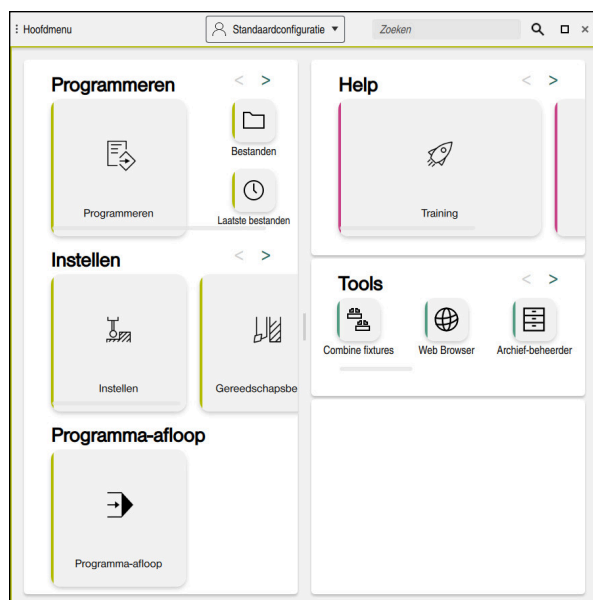 Hoofdmenu
Standaardconfiguratie
Zoeken
Programmeren
Programmeren
Bestanden
Laatste bestanden
Instellen
Instellen
Gereedschapsbe
Programma-afloop
Programma-afloop
Help
Training
Tools
Combine fixtures
Web Browser
Archief-beheerder